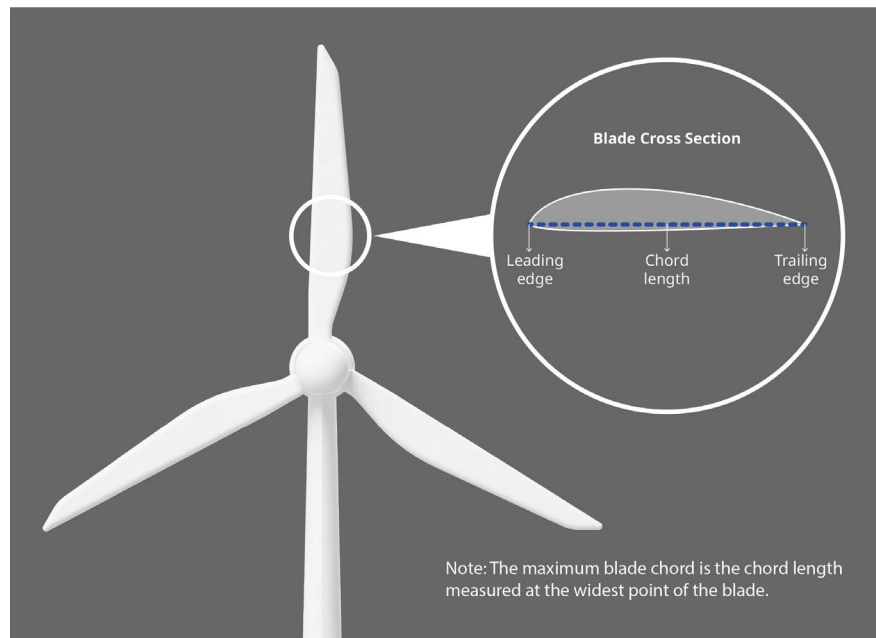 Blade Cross Section
Leading
edge
Chord
length
Trailing
edge
Note: The maximum blade chord is the chord length
measured at the widest point of the blade.